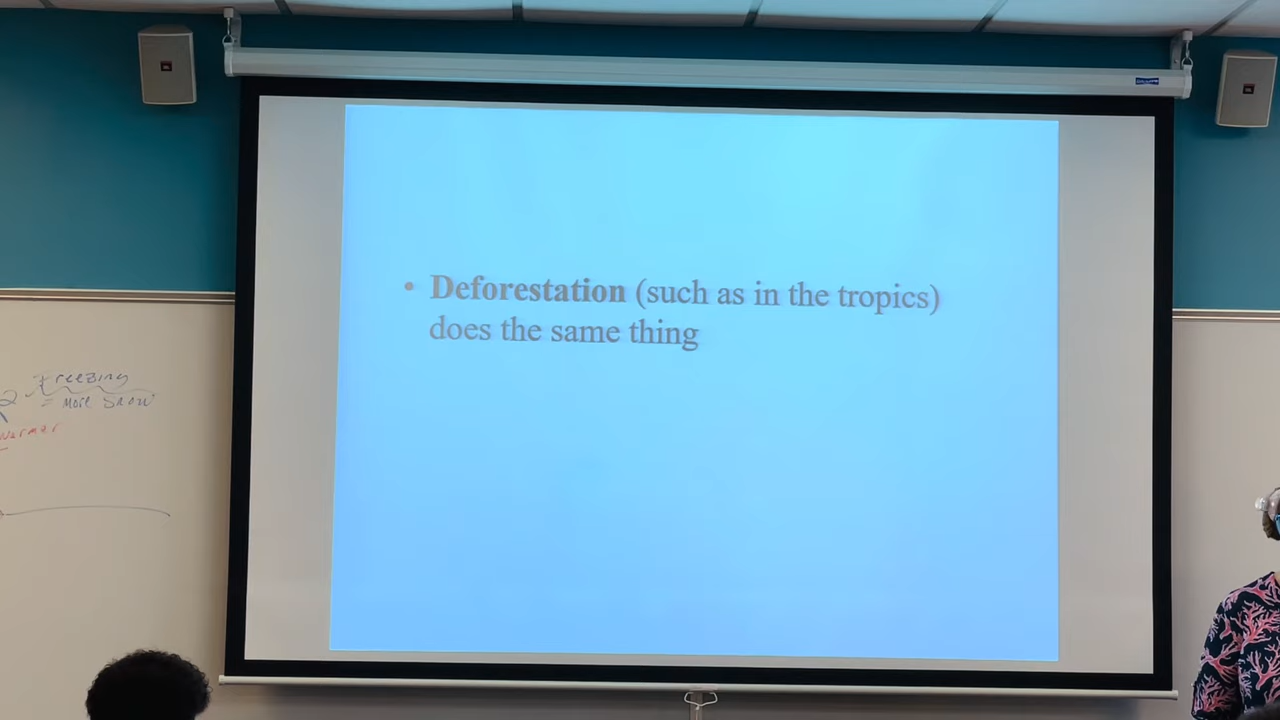 • Deforestation (such as in the tropics)
does the same thing
Freezing
= More Snow
warmer